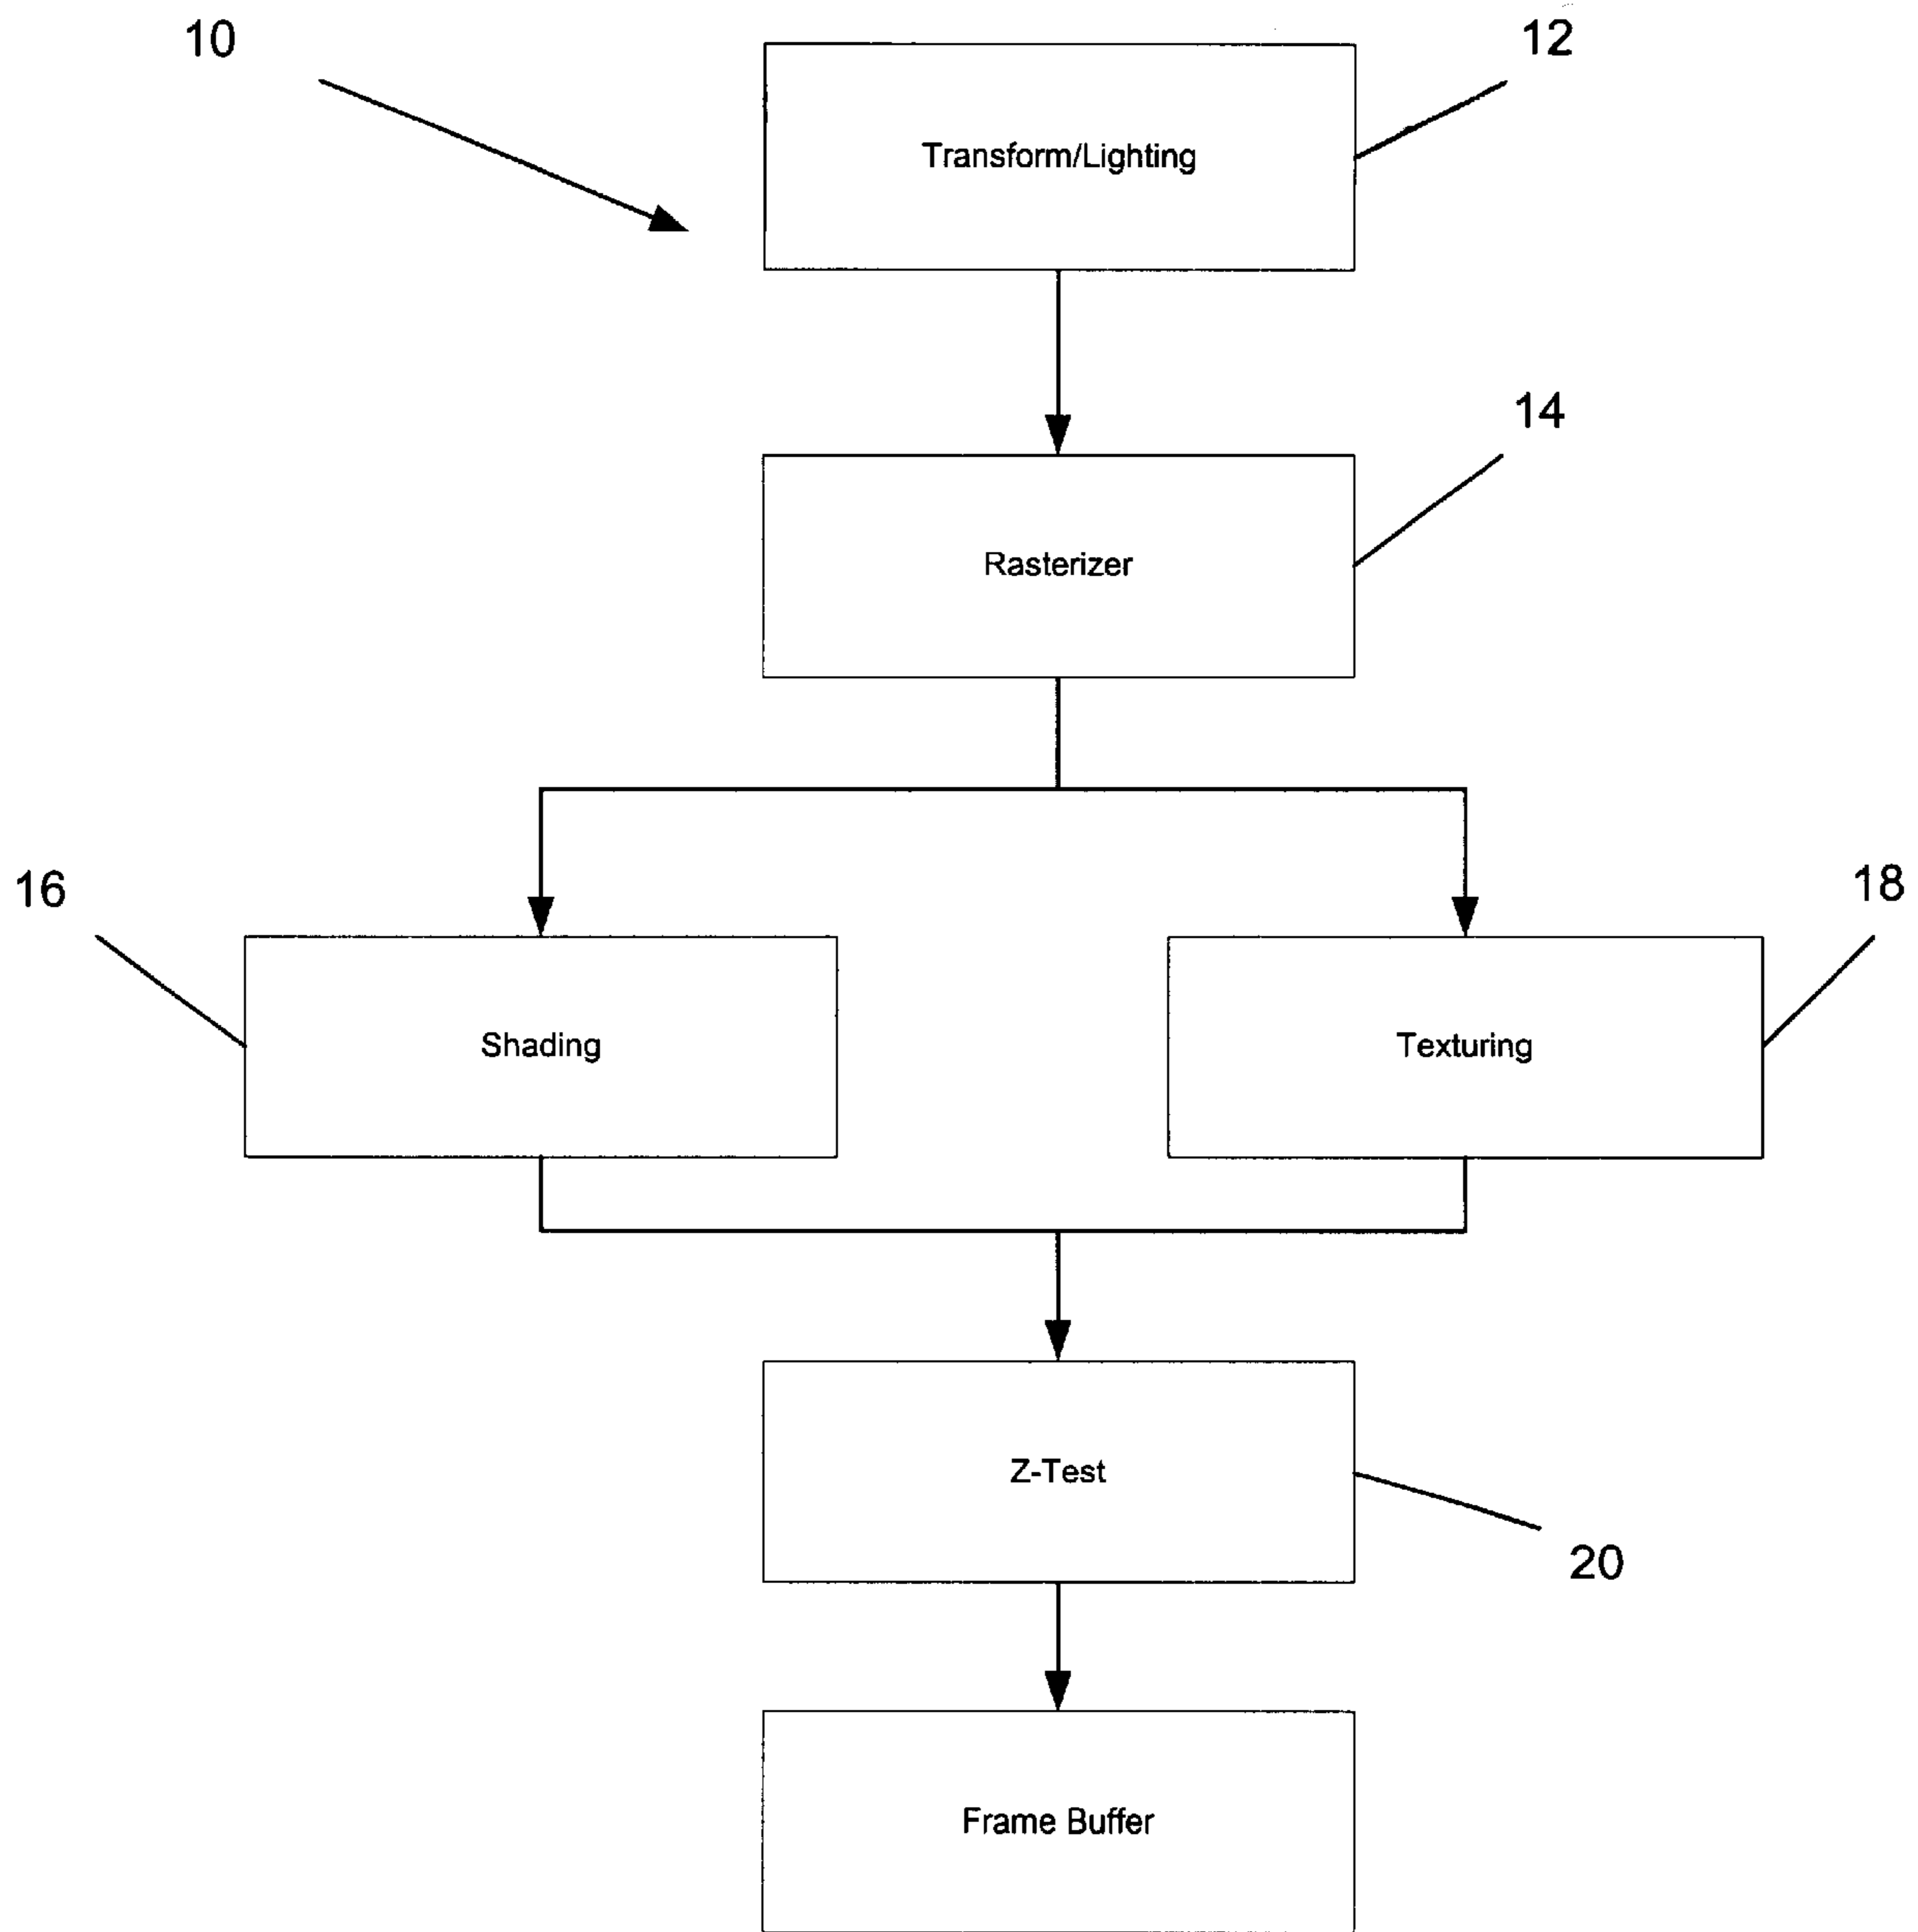 10
12
Transform/Lighting
14
Rasterizer
16
18
Shading
Texturing
Z-Test
20
Frame Buffer